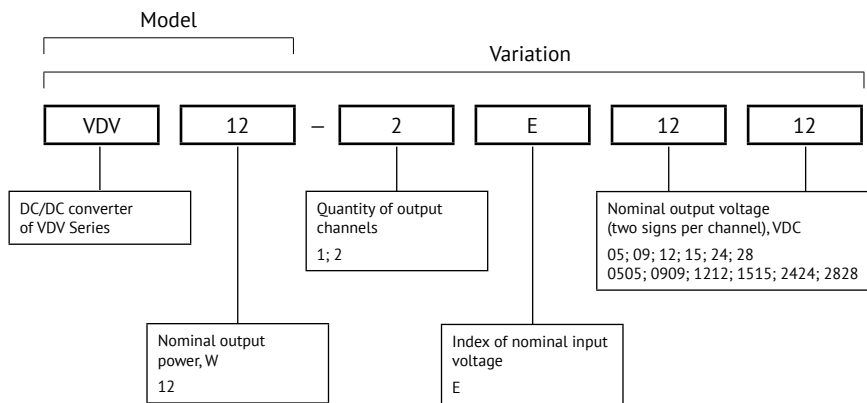 Model
Variation
VDV 12 – 2 E 12 12
DC/DC converter
of VDV Series
Quantity of output
channels
1; 2
Nominal output voltage
(two signs per channel), VDC
05; 09; 12; 15; 24; 28
0505; 0909; 1212; 1515; 2424; 2828
Nominal output
power, W
12
Index of nominal input
voltage
E